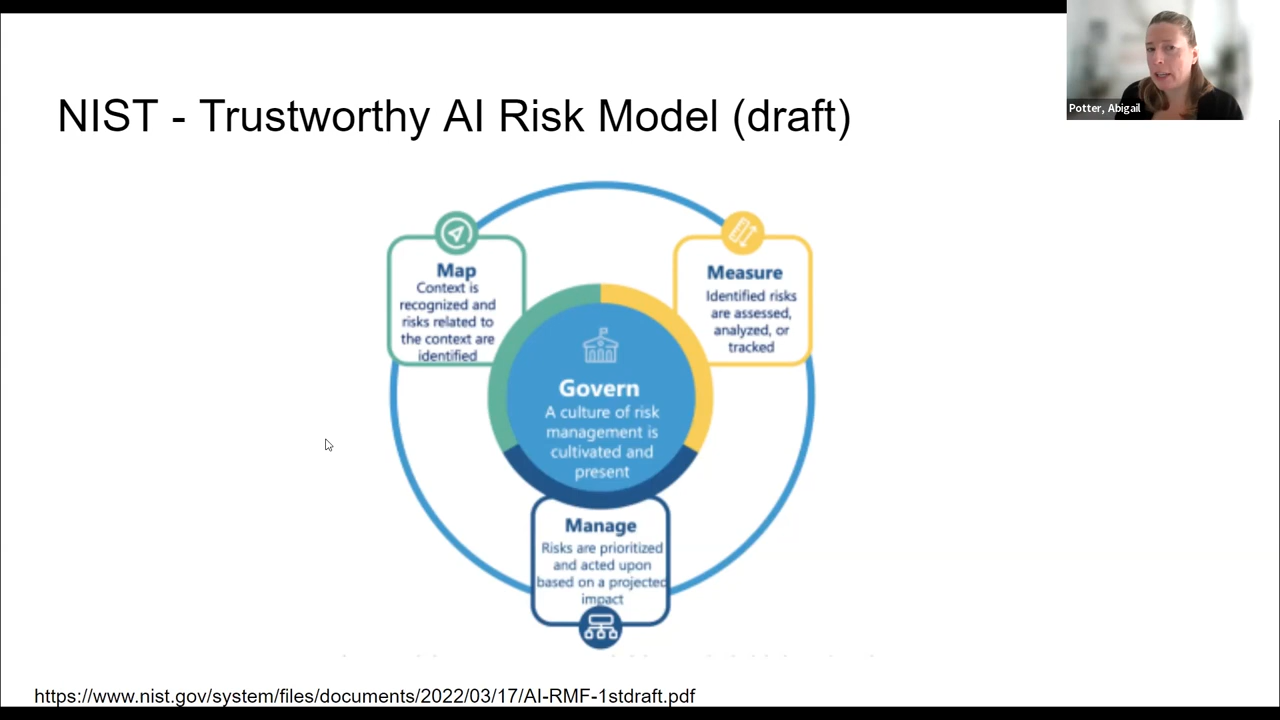 Potter, Abigail
NIST - Trustworthy AI Risk Model (draft)
Map
Context is
recognized and
risks related to
the context are
identified
Measure
Identified risks
are assessed,
analyzed, or
tracked
Govern
A culture of risk
management is
cultivated and
present
Manage
Risks are prioritized
and acted upon
based on a projected
impact
https://www.nist.gov/system/files/documents/2022/03/17/AI-RMF-1stdraft.pdf